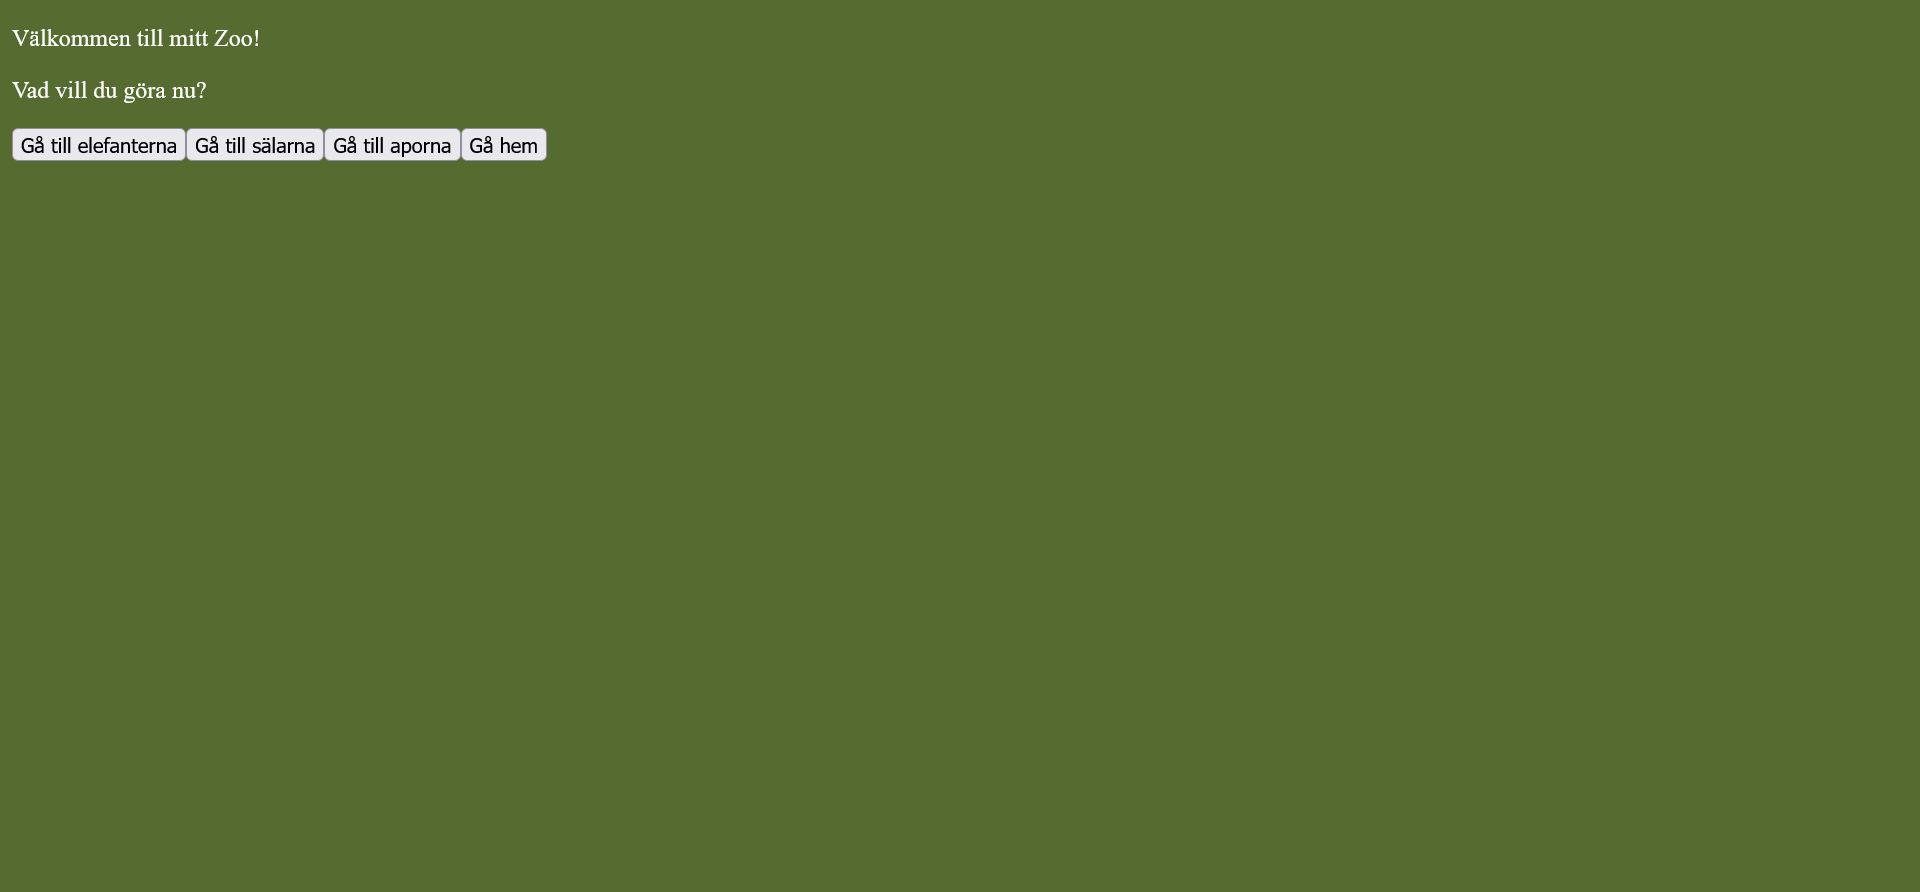 Välkommen till mitt Zoo!
Vad vill du göra nu?
Gå till elefanterna Gå till sälarna Gå till aporna Gå hem